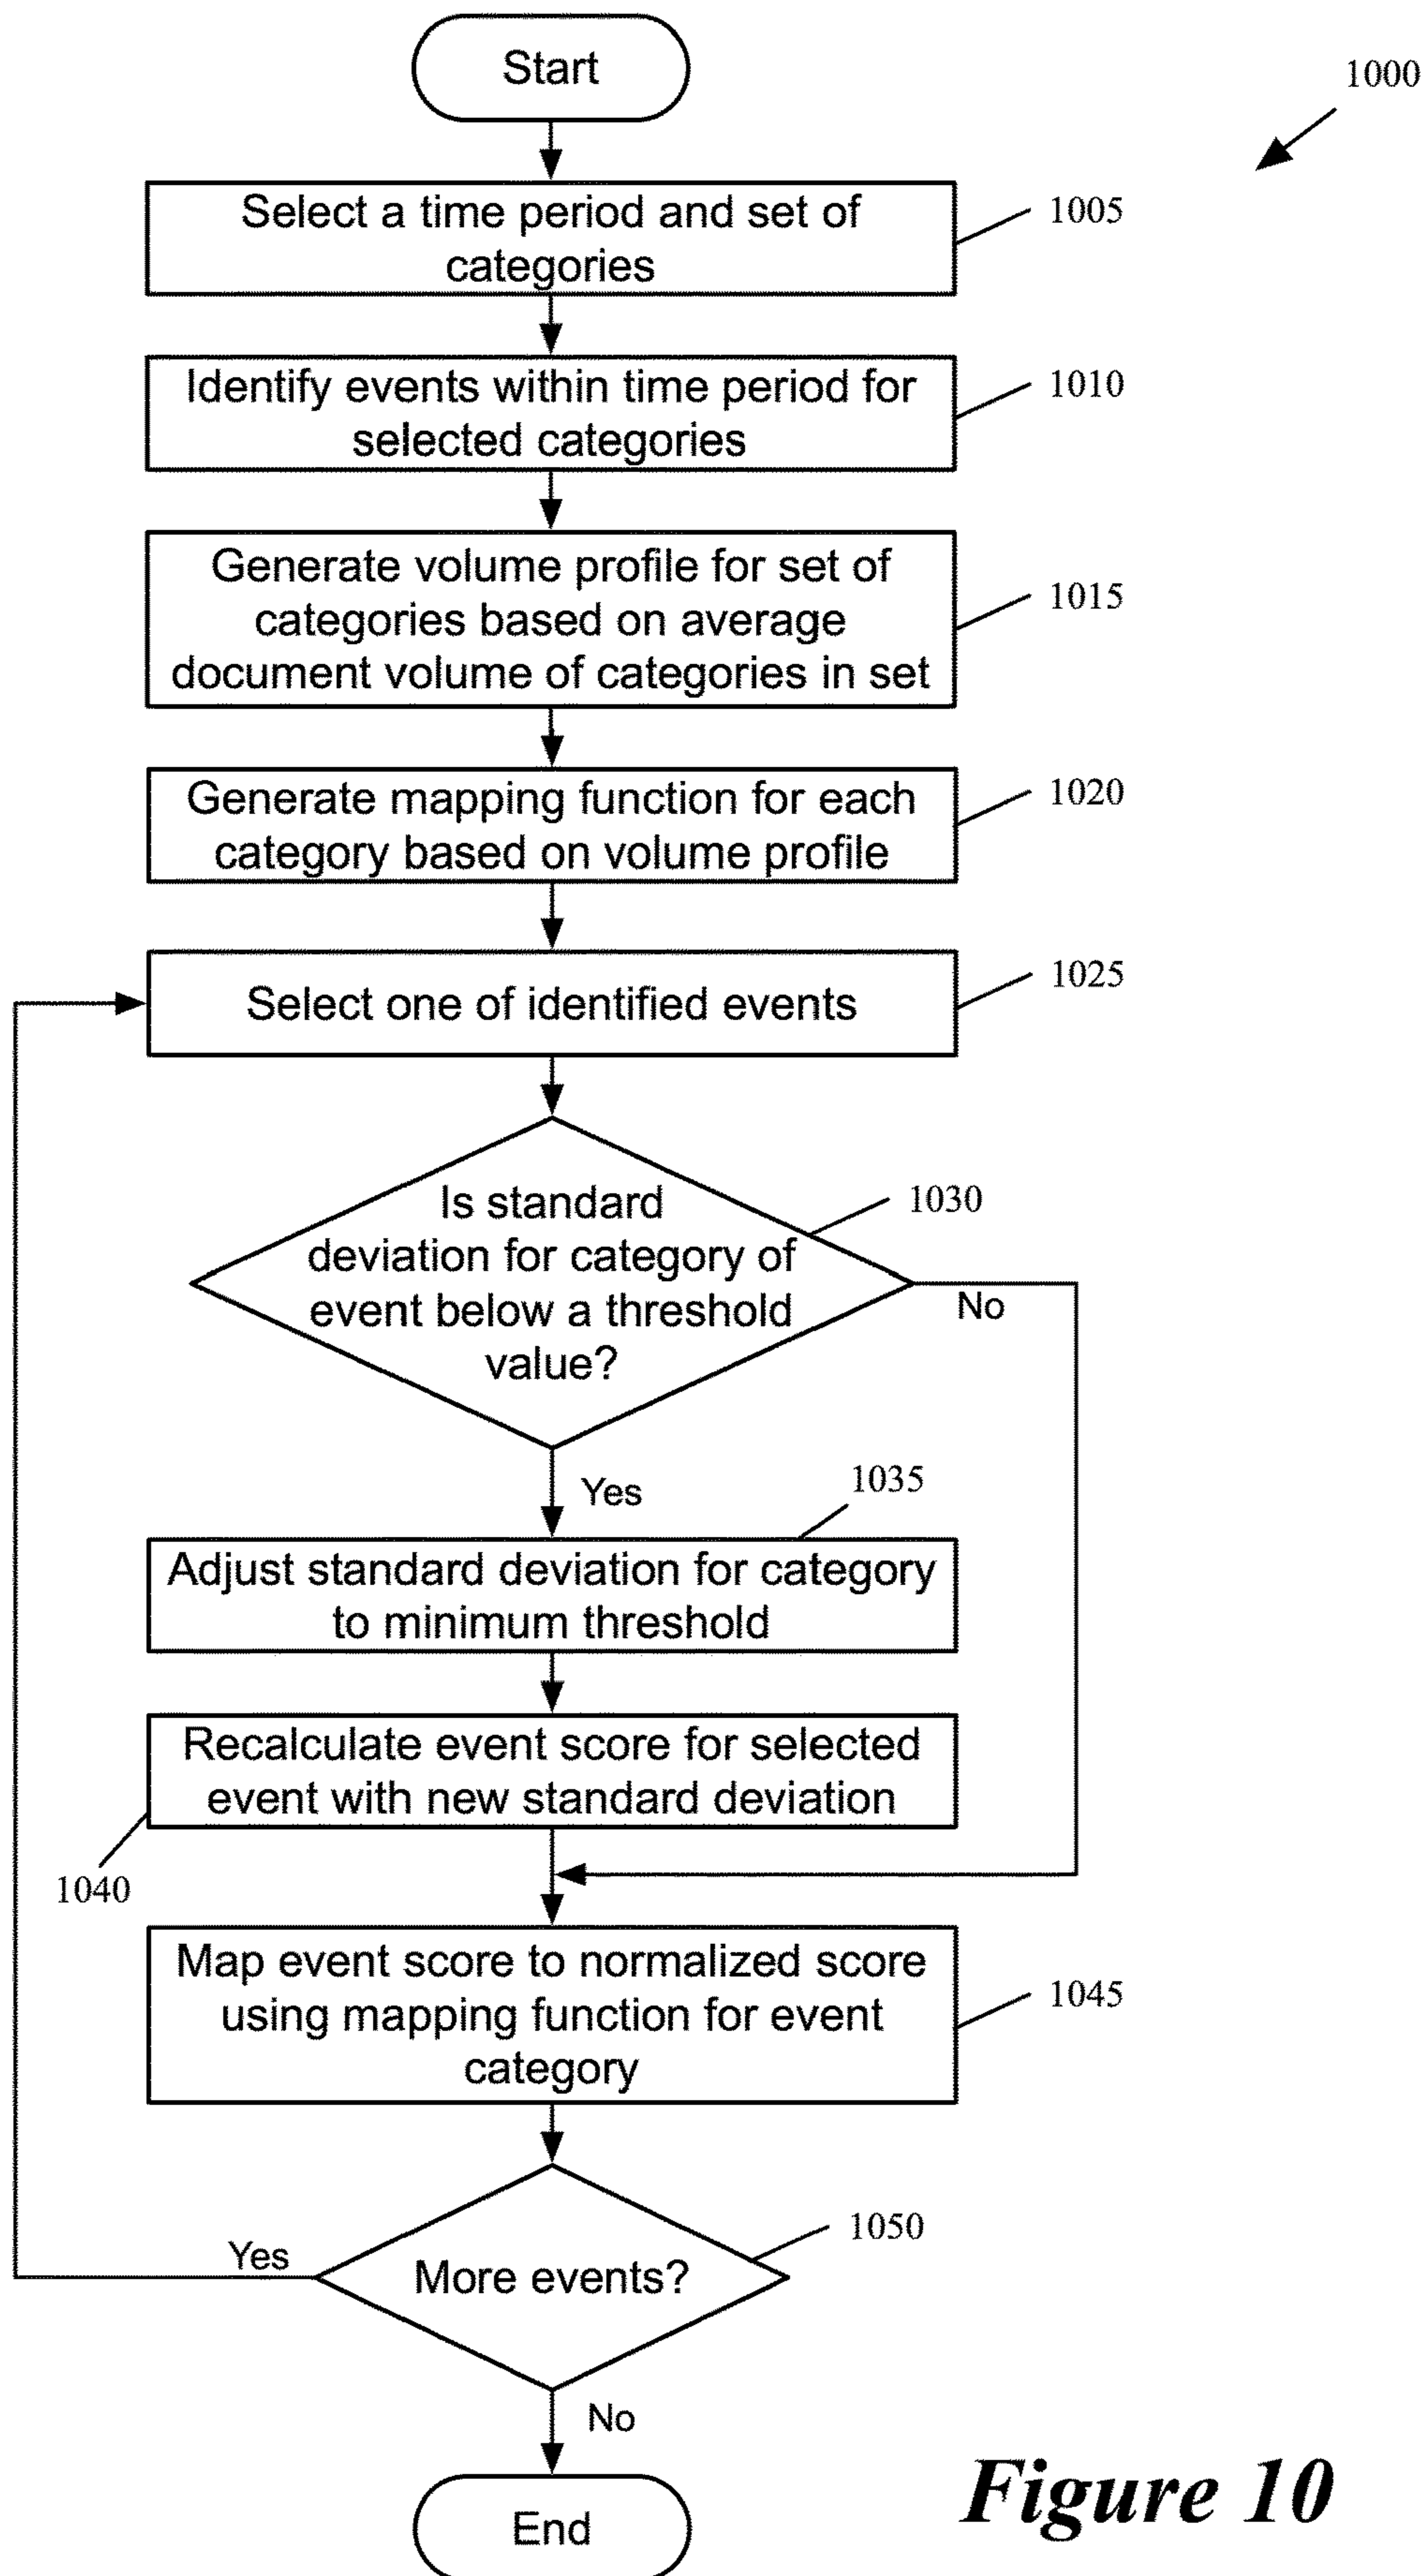 Start
1000
Select a time period and set of
categories
1005
Identify events within time period for
selected categories
1010
Generate volume profile for set of
categories based on average
document volume of categories in set
1015
Generate mapping function for each
category based on volume profile
1020
Select one of identified events
1025
Is standard
deviation for category of
event below a threshold
value?
1030
No
Yes
1035
Adjust standard deviation for category
to minimum threshold
Recalculate event score for selected
event with new standard deviation
1040
Map event score to normalized score
using mapping function for event
category
1045
More events?
1050
Yes
No
End
Figure 10